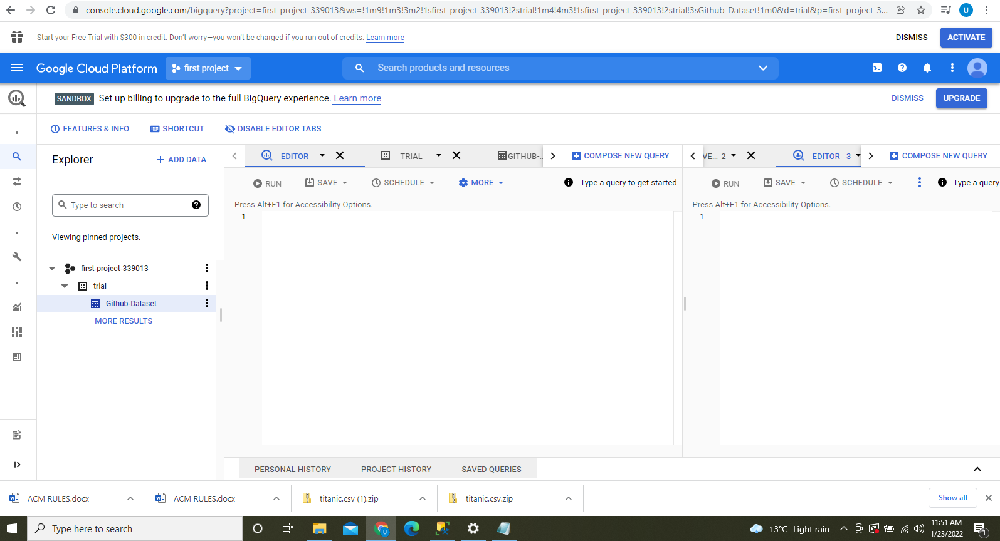 console.cloud.google.com/bigquery?project=first-project-339013&ws=!1m9!1m3!3m2!1sfirst-project-339013!2strial!1m4!4m3!1sfirst-project-339013!2strial!3sGithub-Dataset!1m0&d=trial&p=first-project-3...
U
Start your Free Trial with $300 in credit. Don't worry—you won't be charged if you run out of credits. Learn more
DISMISS
ACTIVATE
Google Cloud Platform
first project
Search products and resources
SANDBOX Set up billing to upgrade to the full BigQuery experience. Learn more
DISMISS
UPGRADE
FEATURES & INFO
SHORTCUT
DISABLE EDITOR TABS
Explorer
+ ADD DATA
EDITOR
TRIAL
GITHUB-...
COMPOSE NEW QUERY
VE... 2
EDITOR 3
COMPOSE NEW QUERY
RUN
SAVE
SCHEDULE
MORE
Type a query to get started
RUN
SAVE
SCHEDULE
Type a query
Press Alt+F1 for Accessibility Options.
1
Press Alt+F1 for Accessibility Options.
1
Type to search
Viewing pinned projects.
first-project-339013
trial
Github-Dataset
MORE RESULTS
PERSONAL HISTORY
PROJECT HISTORY
SAVED QUERIES
ACM RULES.docx
ACM RULES.docx
titanic.csv (1).zip
titanic.csv.zip
Show all
Type here to search
13°C Light rain
11:51 AM
1/23/2022
1